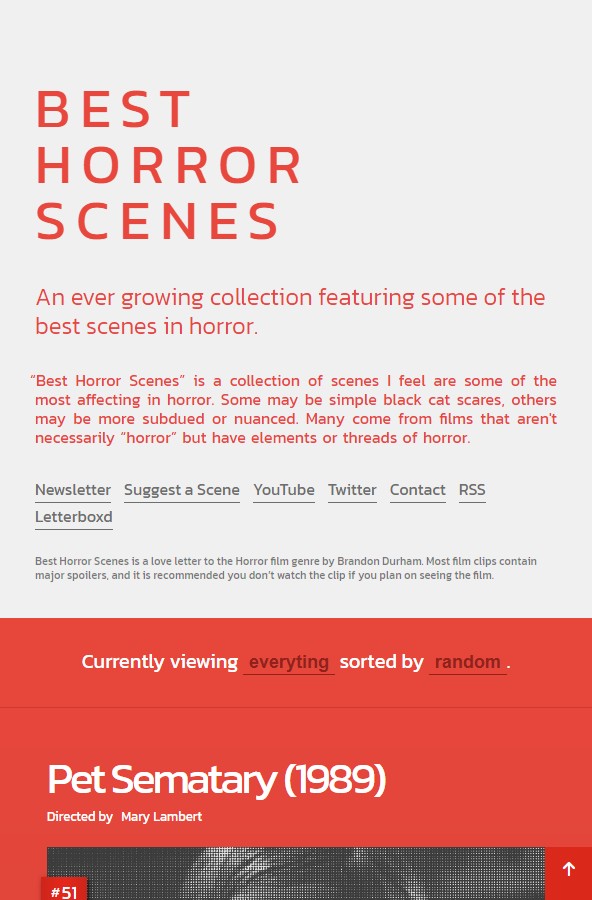 BEST
HORROR
SCENES
An ever growing collection featuring some of the
best scenes in horror.
“Best Horror Scenes” is a collection of scenes I feel are some of the
most affecting in horror. Some may be simple black cat scares, others
may be more subdued or nuanced. Many come from films that aren't
necessarily “horror” but have elements or threads of horror.
Newsletter Suggest a Scene YouTube Twitter Contact RSS
Letterboxd
Best Horror Scenes is a love letter to the Horror film genre by Brandon Durham. Most film clips contain
major spoilers, and it is recommended you don't watch the clip if you plan on seeing the film.
Currently viewing everyting sorted by random .
Pet Sematary (1989)
Directed by Mary Lambert
#51